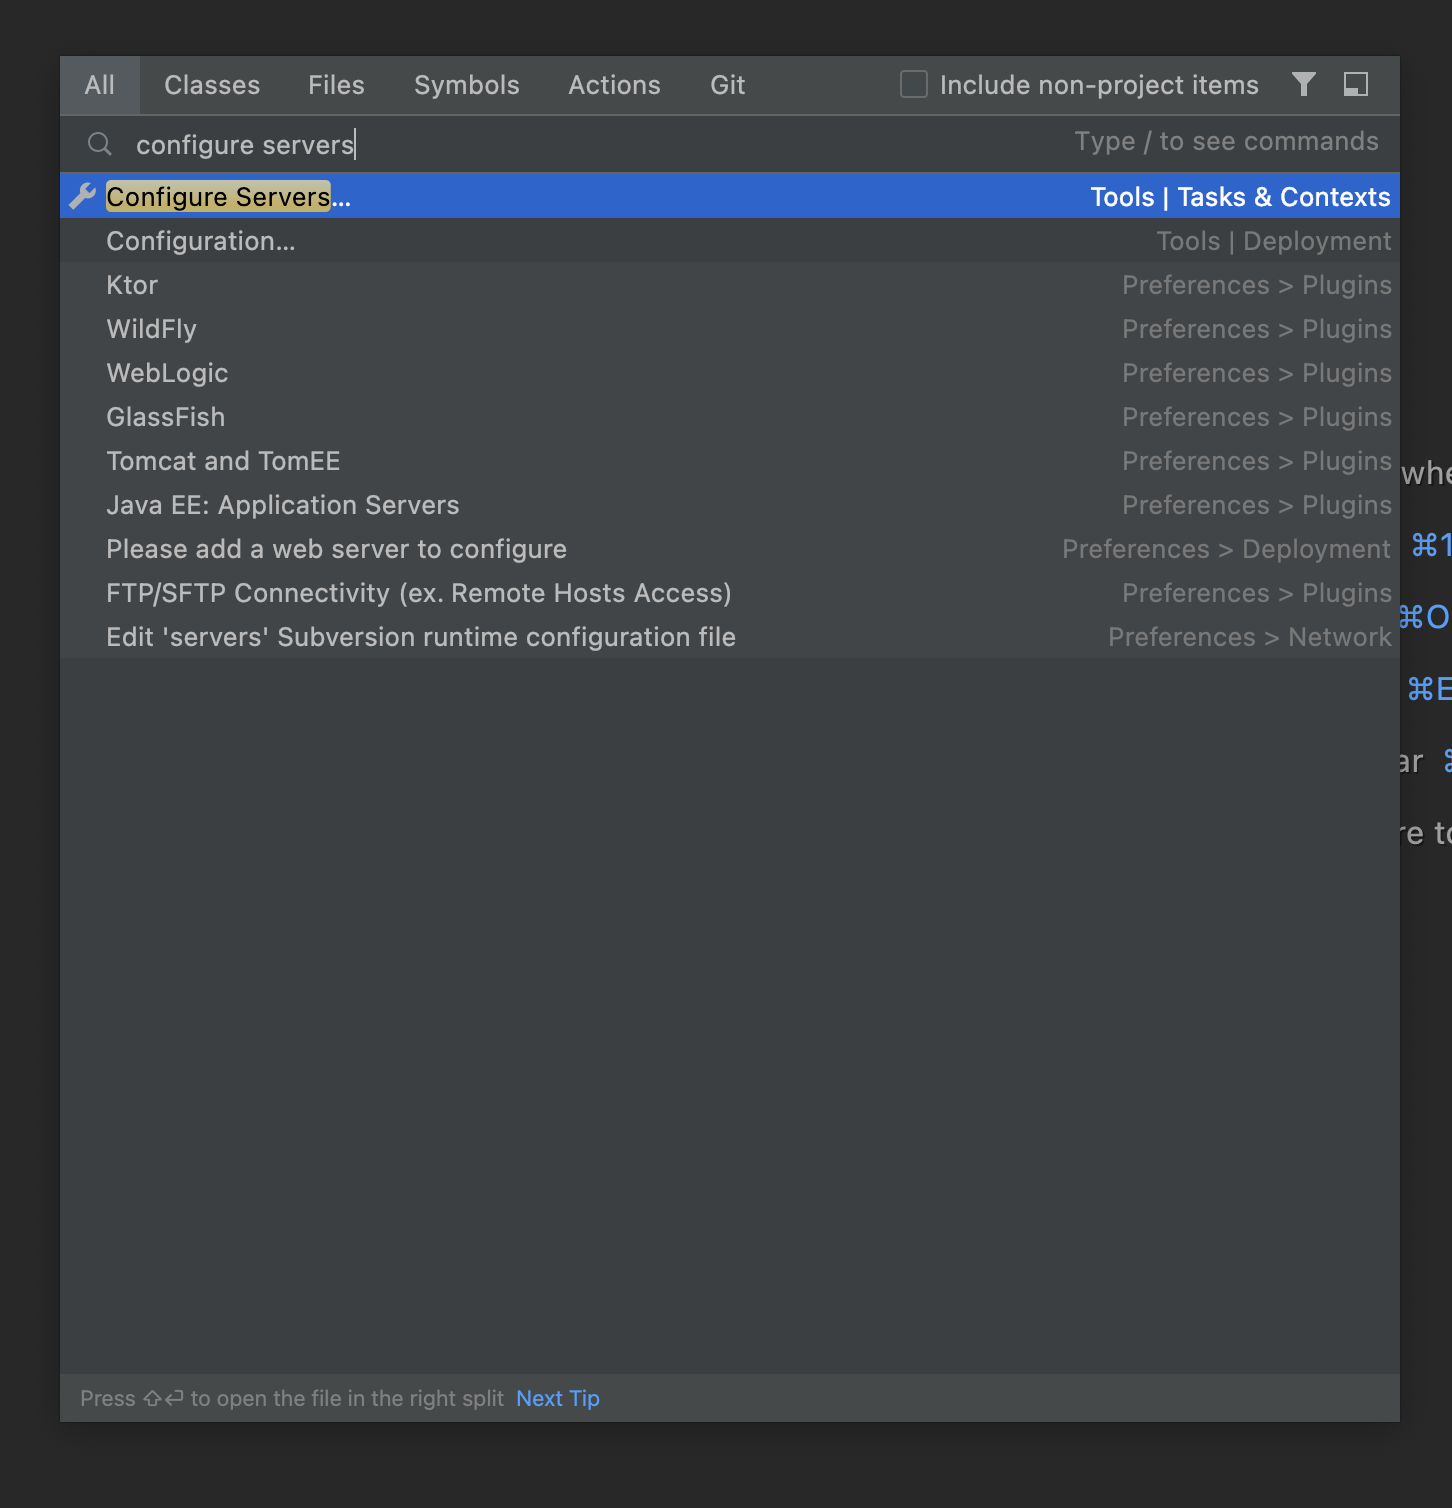 All Classes Files Symbols Actions Git Include non-project items
configure servers Type / to see commands
Configure Servers... Tools | Tasks & Contexts
Configuration... Tools | Deployment
Ktor Preferences > Plugins
WildFly Preferences > Plugins
WebLogic Preferences > Plugins
GlassFish Preferences > Plugins
Tomcat and TomEE Preferences > Plugins
Java EE: Application Servers Preferences > Plugins
Please add a web server to configure Preferences > Deployment
FTP/SFTP Connectivity (ex. Remote Hosts Access) Preferences > Plugins
Edit 'servers' Subversion runtime configuration file Preferences > Network
Press ⇧⏎ to open the file in the right split Next Tip
whe
⌘1
⌘O
⌘E
ar ⌘
re to